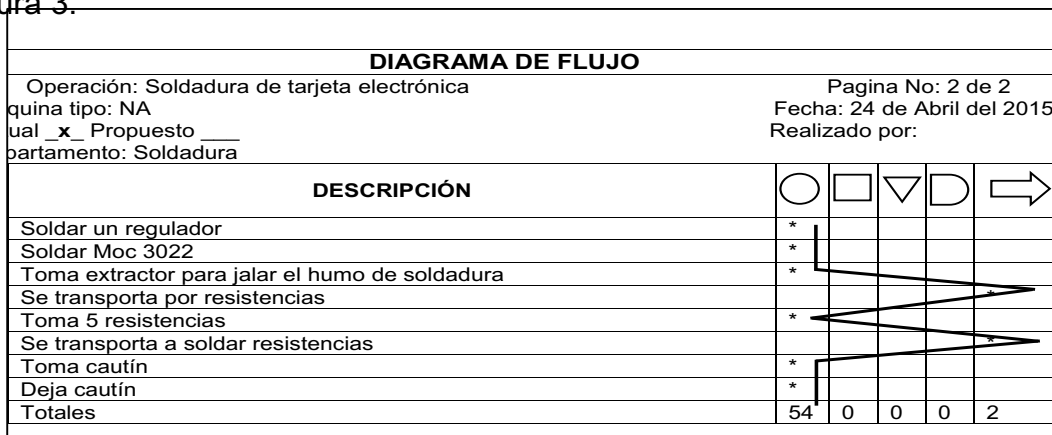 ura 3.
DIAGRAMA DE FLUJO
Operación: Soldadura de tarjeta electrónica Pagina No: 2 de 2
quina tipo: NA Fecha: 24 de Abril del 2015
ual _x_ Propuesto ___ Realizado por:
partamento: Soldadura
DESCRIPCIÓN
Soldar un regulador *
Soldar Moc 3022 *
Toma extractor para jalar el humo de soldadura *
Se transporta por resistencias *
Toma 5 resistencias *
Se transporta a soldar resistencias *
Toma cautín *
Deja cautín *
Totales 54 0 0 0 2